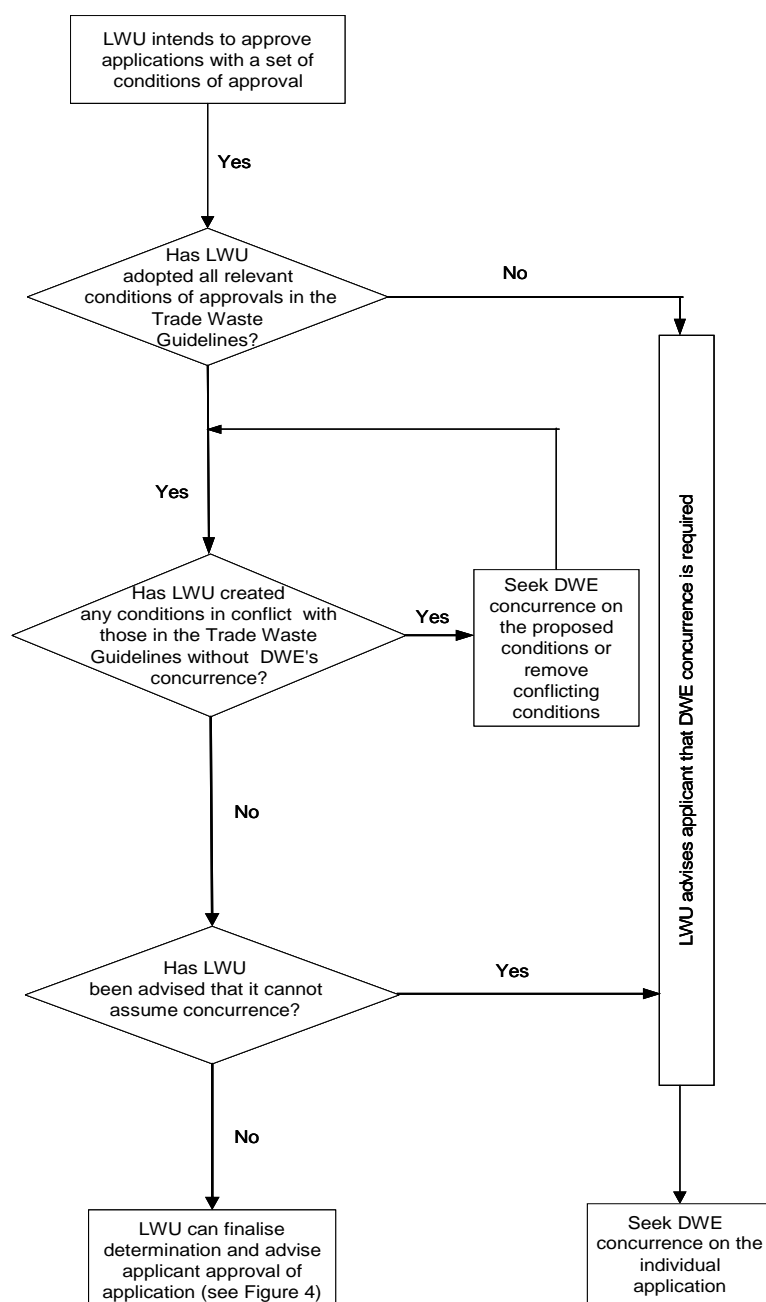 LWU intends to approve
applications with a set of
conditions of approval
Yes
Has LWU
adopted all relevant
conditions of approvals in the
Trade Waste
Guidelines?
No
Yes
Has LWU created
any conditions in conflict with
those in the Trade Waste
Guidelines without DWE's
concurrence?
Yes
Seek DWE
concurrence on
the proposed
conditions or
remove
conflicting
conditions
LWU advises applicant that DWE concurrence is required
No
Has LWU
been advised that it cannot
assume concurrence?
Yes
No
LWU can finalise
determination and advise
applicant approval of
application (see Figure 4)
Seek DWE
concurrence on the
individual
application